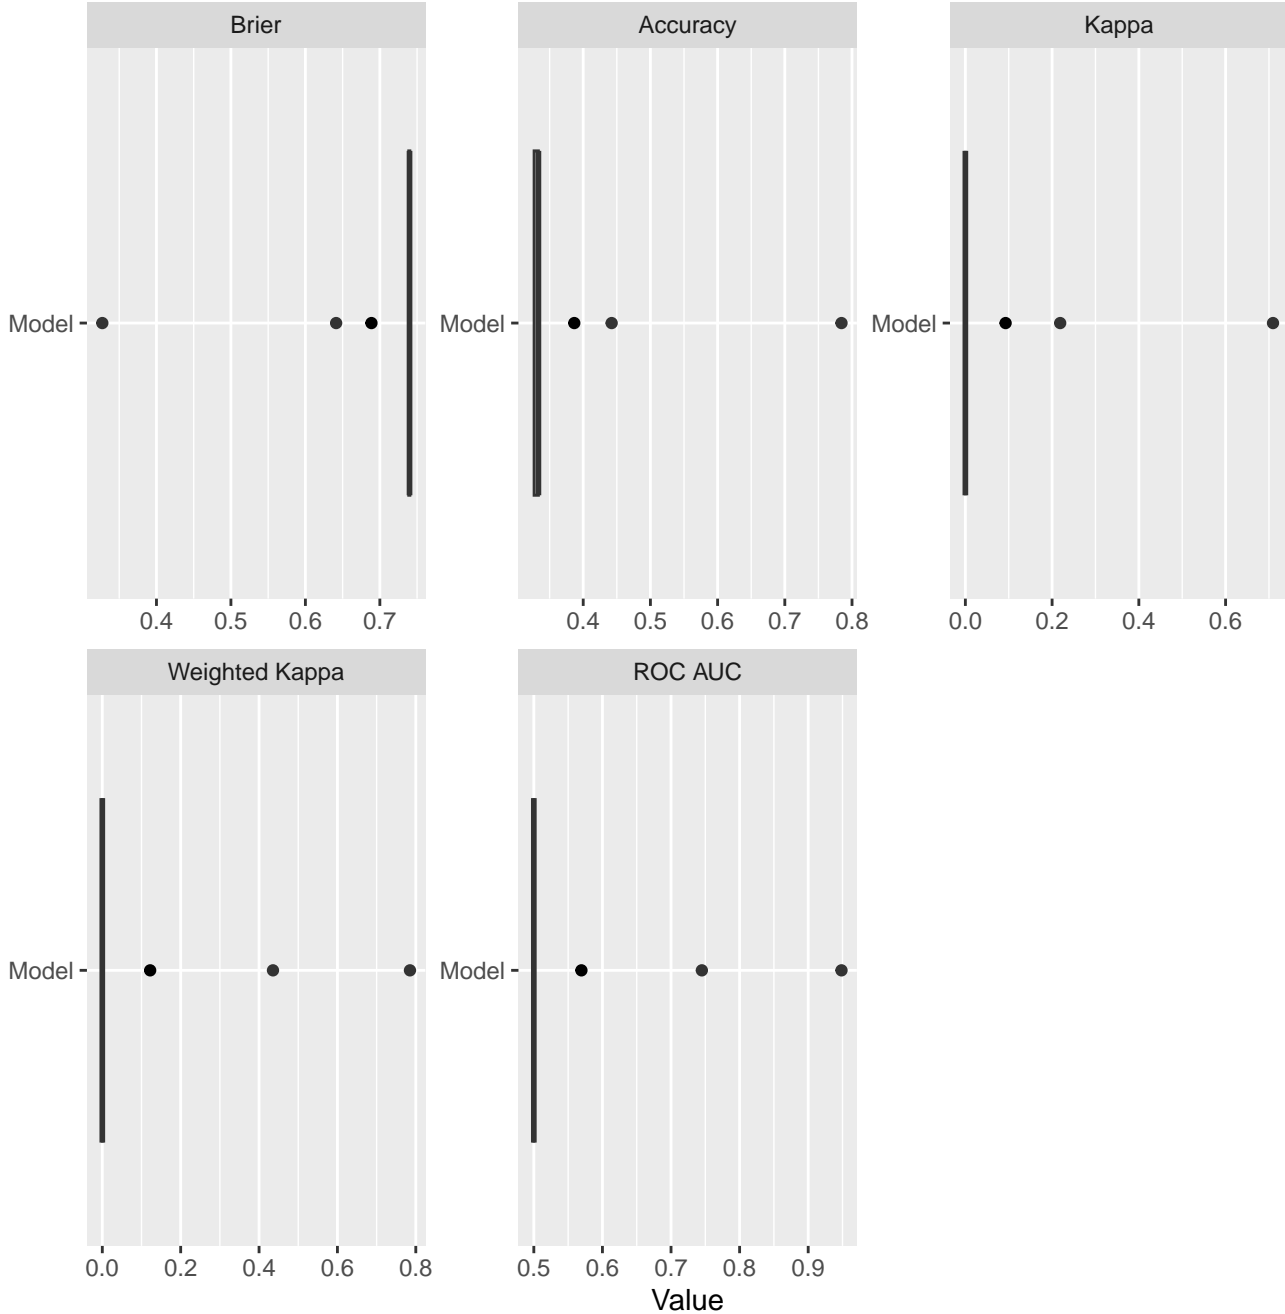 Brier
Accuracy
Kappa
Model
Model
Model
0.4 0.5 0.6 0.7
0.4 0.5 0.6 0.7 0.8
0.0 0.2 0.4 0.6
Weighted Kappa
ROC AUC
Model
Model
0.0 0.2 0.4 0.6 0.8
0.5 0.6 0.7 0.8 0.9
Value